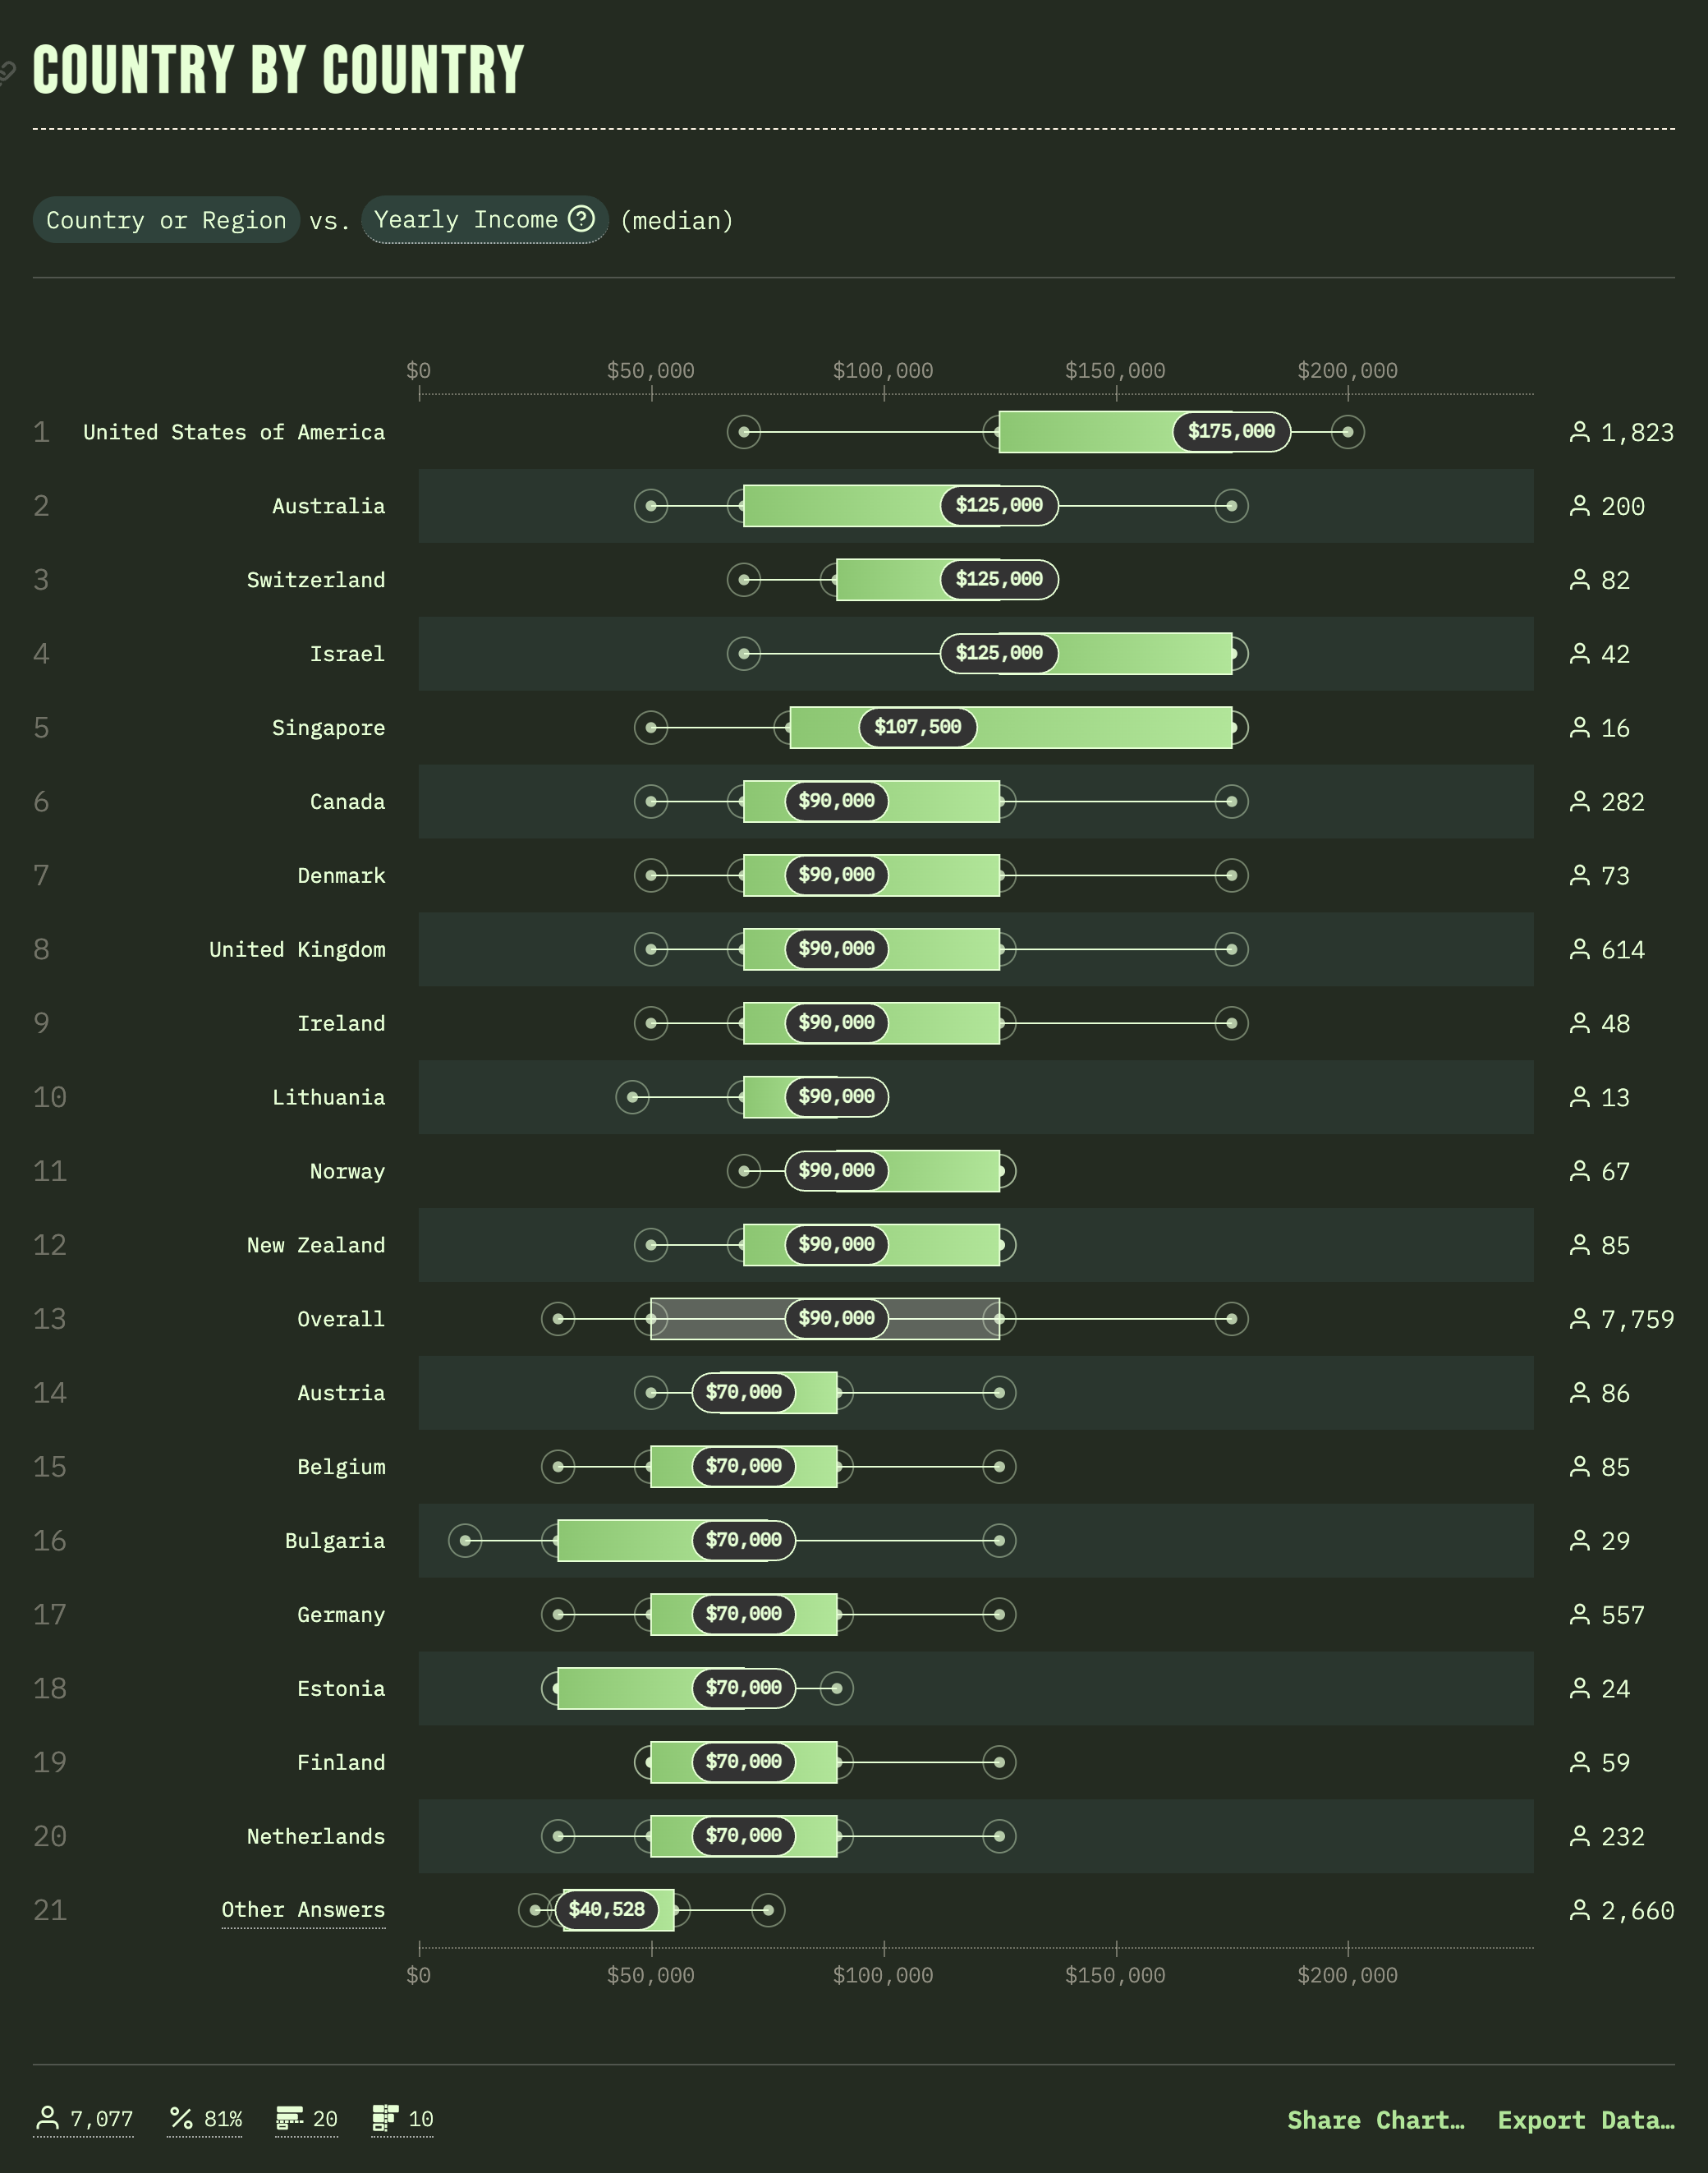 COUNTRY BY COUNTRY
Country or Region vs. Yearly Income ? (median)
$0 $50,000 $100,000 $150,000 $200,000
1 United States of America $175,000 1,823
2 Australia $125,000 200
3 Switzerland $125,000 82
4 Israel $125,000 42
5 Singapore $107,500 16
6 Canada $90,000 282
7 Denmark $90,000 73
8 United Kingdom $90,000 614
9 Ireland $90,000 48
10 Lithuania $90,000 13
11 Norway $90,000 67
12 New Zealand $90,000 85
13 Overall $90,000 7,759
14 Austria $70,000 86
15 Belgium $70,000 85
16 Bulgaria $70,000 29
17 Germany $70,000 557
18 Estonia $70,000 24
19 Finland $70,000 59
20 Netherlands $70,000 232
21 Other Answers $40,528 2,660
$0 $50,000 $100,000 $150,000 $200,000
7,077 % 81% 20 10 Share Chart… Export Data…